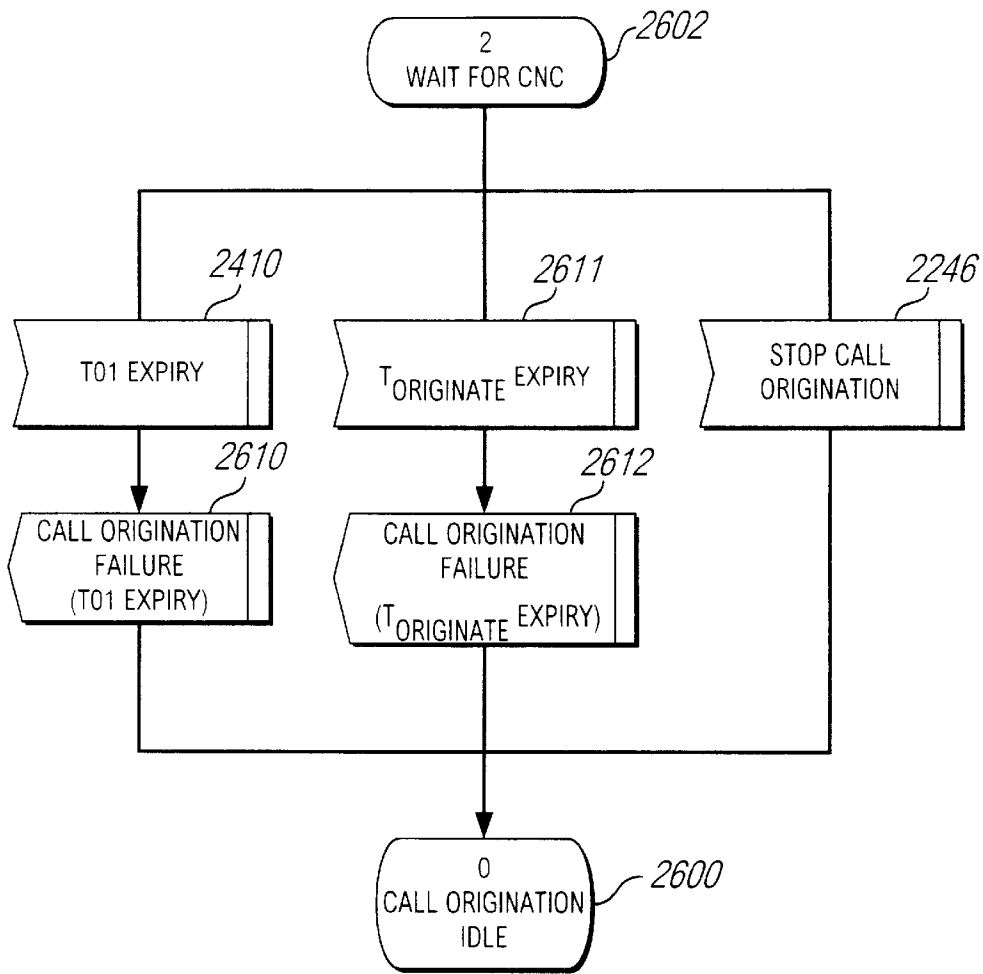 2602
2
WAIT FOR CNC
2410
2611
2246
T01 EXPIRY
TORIGINATE EXPIRY
STOP CALL
ORIGINATION
2610
2612
CALL ORIGINATION
FAILURE
(T01 EXPIRY)
CALL ORIGINATION
FAILURE
(TORIGINATE EXPIRY)
0
CALL ORIGINATION
IDLE
2600